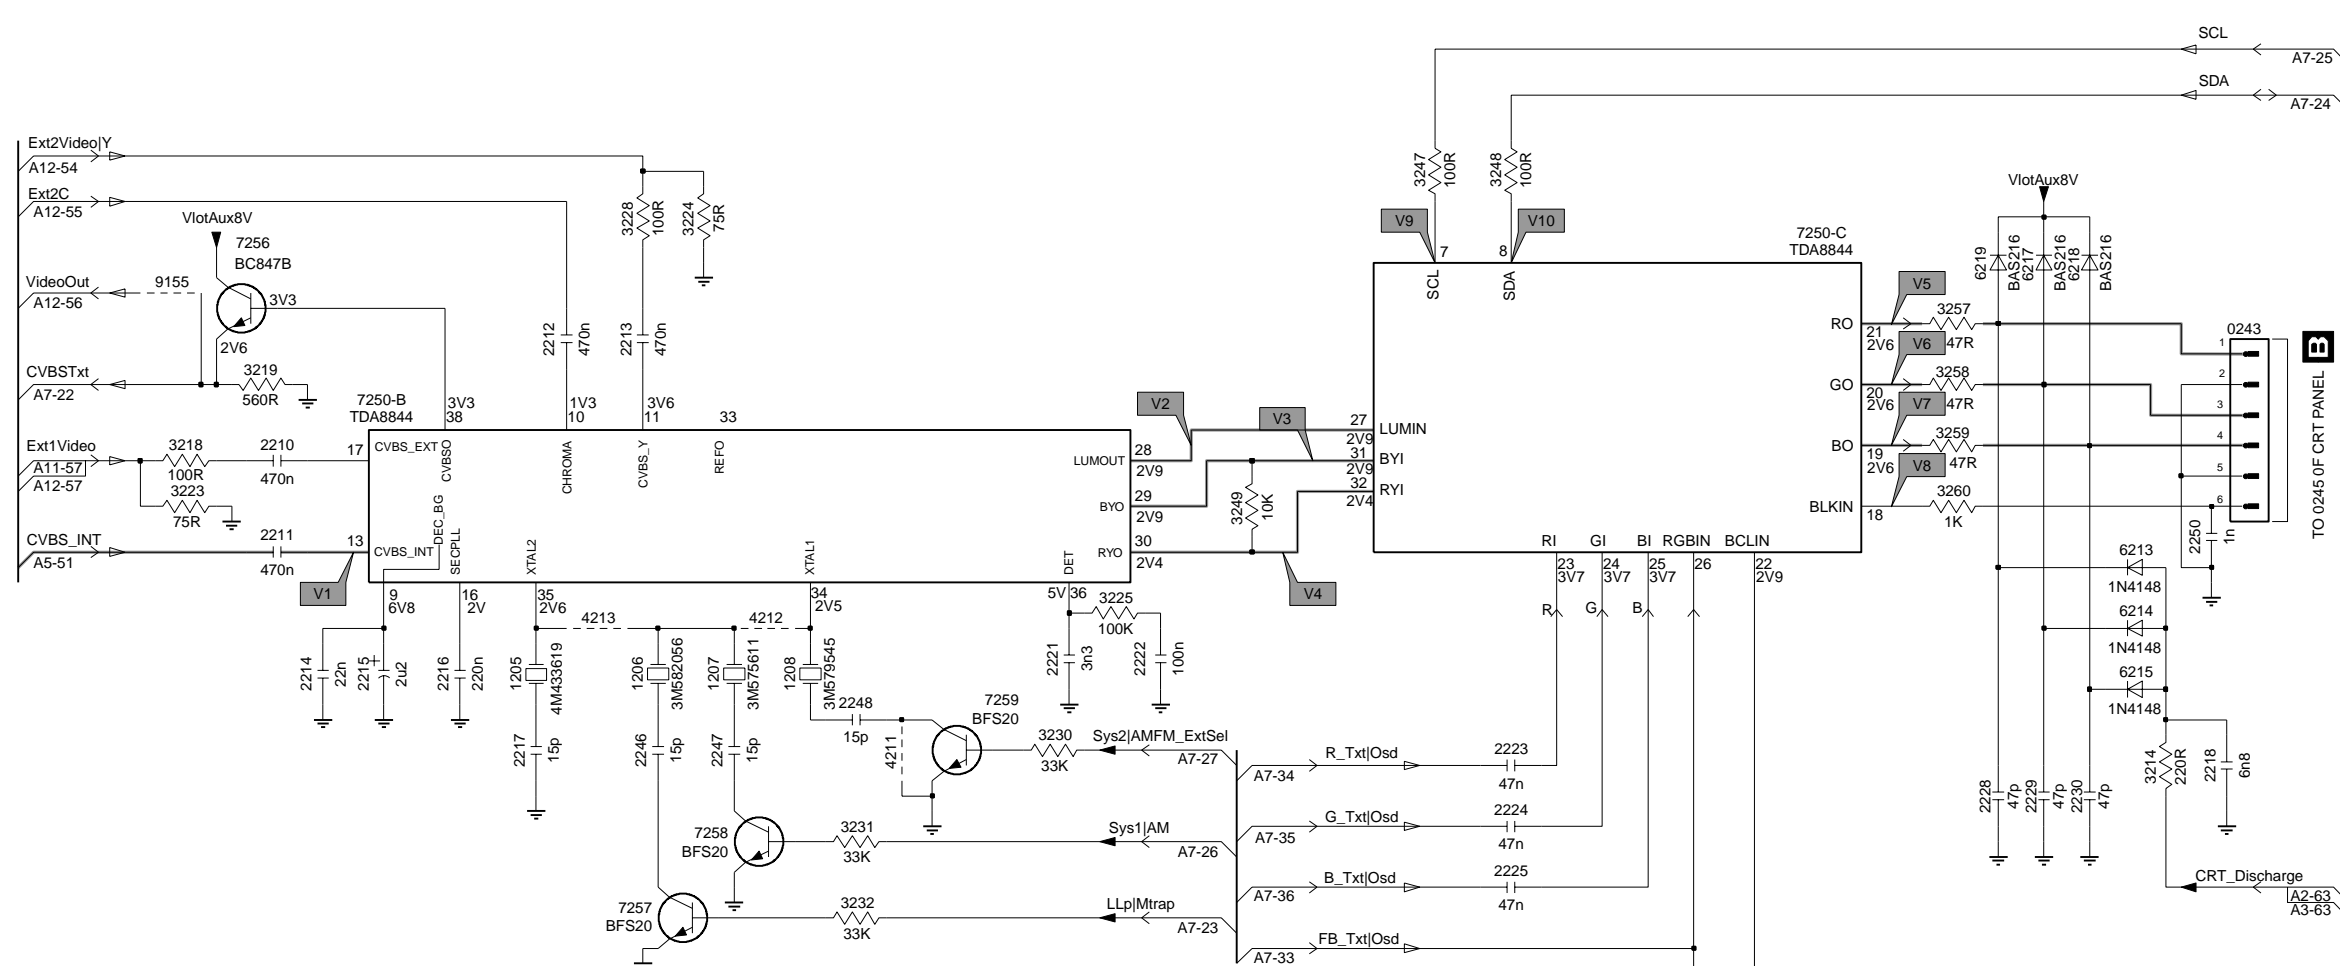 SCL
A7-25
SDA
A7-24
Ext2Video|Y
A12-54
Ext2C
A12-55
VlotAux8V
7256
BC847B
VideoOut
9155
A12-56
3V3
2V6
CVBSTxt
A7-22
3219
560R
3228
100R
3224
75R
2212
470n
2213
470n
7250-B
TDA8844
3V3
38
1V3
10
3V6
11
33
Ext1Video
A11-57
A12-57
3218
100R
2210
470n
17
3223
75R
CVBS_INT
A5-51
2211
470n
13
V1
CVBS_EXT
CVBSO
CHROMA
CVBS_Y
REFO
CVBS_INT
DEC_BG
SECPLL
XTAL2
XTAL1
DET
LUMOUT
BYO
RYO
28
2V9
29
2V9
30
2V4
V2
V3
V4
3249
10K
9
6V8
16
2V
35
2V6
34
2V5
5V
36
4213
4212
3225
100K
2214
22n
2215
2u2
2216
220n
1205
4M433619
1206
3M582056
1207
3M575611
1208
3M579545
2221
3n3
2222
100n
2217
15p
2246
15p
2247
15p
2248
15p
4211
7259
BFS20
3230
33K
Sys2|AMFM_ExtSel
A7-27
7258
BFS20
3231
33K
Sys1|AM
A7-26
7257
BFS20
3232
33K
LLp|Mtrap
A7-23
3247
100R
3248
100R
V9
V10
7
8
7250-C
TDA8844
SCL
SDA
27
2V9
31
2V9
32
2V4
LUMIN
BYI
RYI
RO
GO
BO
BLKIN
RI
GI
BI
RGBIN
BCLIN
23
3V7
24
3V7
25
3V7
26
22
2V9
R
G
B
R_Txt|Osd
A7-34
2223
47n
G_Txt|Osd
A7-35
2224
47n
B_Txt|Osd
A7-36
2225
47n
FB_Txt|Osd
A7-33
V5
21
2V6
3257
47R
V6
20
2V6
3258
47R
V7
19
2V6
3259
47R
V8
18
3260
1K
VlotAux8V
6219
BAS216
6217
BAS216
6218
BAS216
0243
1
2
3
4
5
6
B
TO 0245 0F CRT PANEL
2250
1n
6213
1N4148
6214
1N4148
6215
1N4148
2228
47p
2229
47p
2230
47p
3214
220R
2218
6n8
CRT_Discharge
A2-63
A3-63